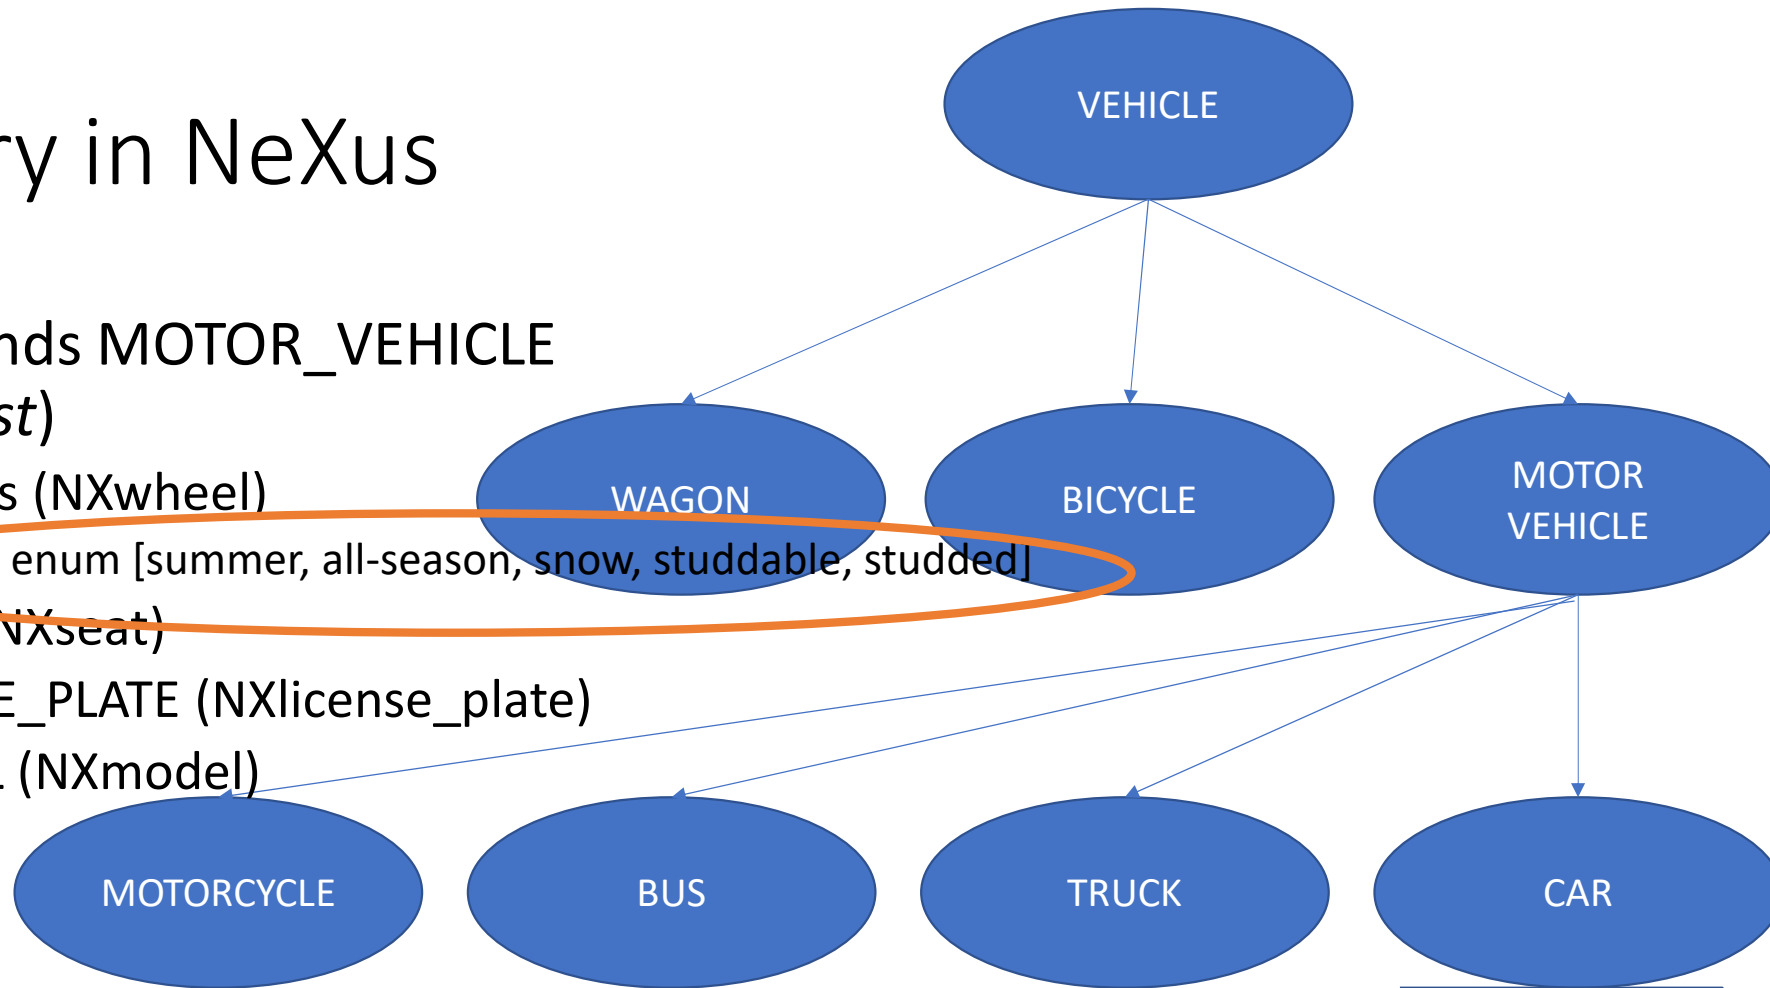 ry in NeXus
nds MOTOR_VEHICLE
st)
s (NXwheel)
enum [summer, all-season, snow, studdable, studded]
NXseat)
E_PLATE (NXlicense_plate)
(NXmodel)
VEHICLE
WAGON
BICYCLE
MOTOR
VEHICLE
MOTORCYCLE
BUS
TRUCK
CAR